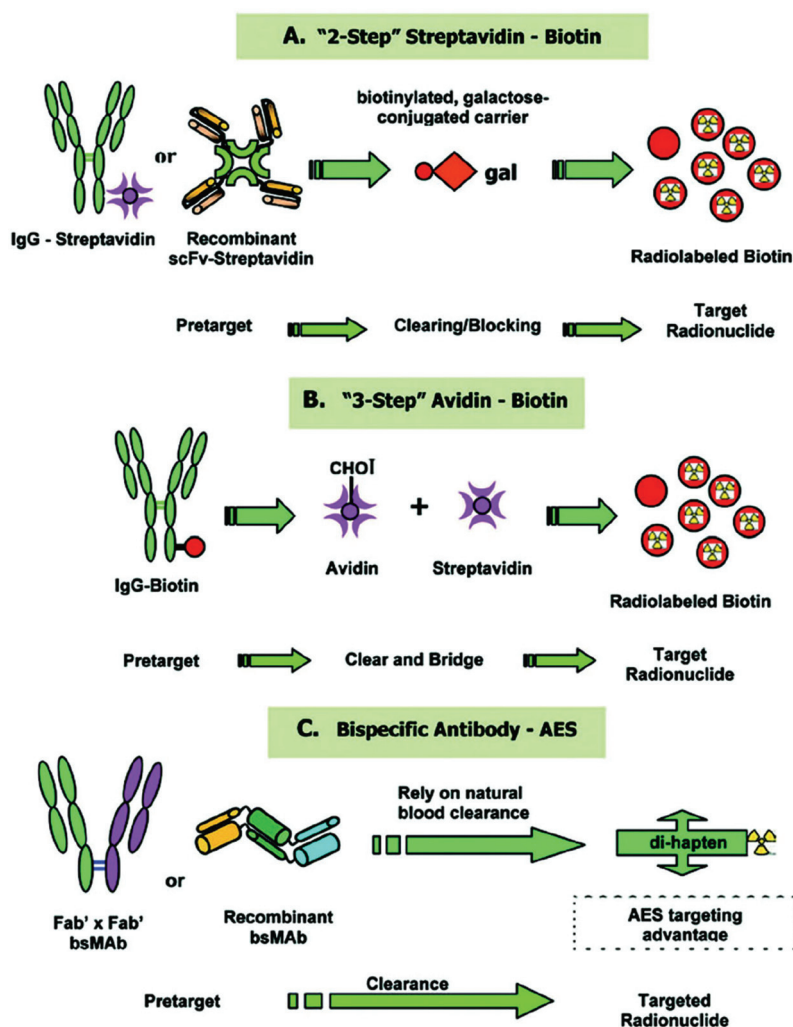 A. "2-Step" Streptavidin - Biotin
biotinylated, galactose-
conjugated carrier
or
gal
IgG - Streptavidin
Recombinant
scFv-Streptavidin
Radiolabeled Biotin
Pretarget
Clearing/Blocking
Target
Radionuclide
B. "3-Step" Avidin - Biotin
CHO
+
IgG-Biotin
Avidin
Streptavidin
Radiolabeled Biotin
Pretarget
Clear and Bridge
Target
Radionuclide
C. Bispecific Antibody - AES
Rely on natural
blood clearance
di-hapten
or
Fab' x Fab'
bsMAb
Recombinant
bsMAb
AES targeting
advantage
Pretarget
Clearance
Targeted
Radionuclide